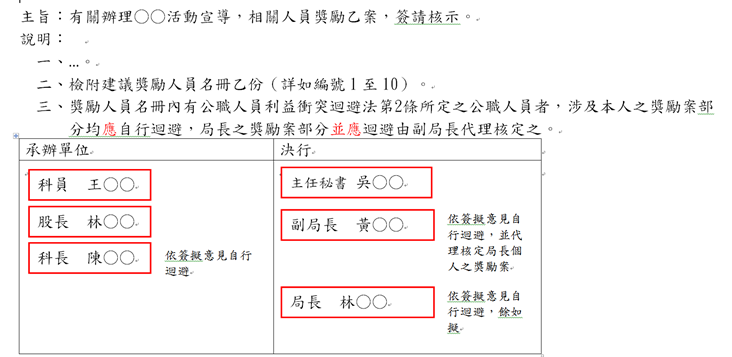 主旨：有關辦理○○活動宣導，相關人員獎勵乙案，簽請核示。
說明：
一、…。
二、檢附建議獎勵人員名冊乙份（詳如編號1至10）。
三、獎勵人員名冊內有公職人員利益衝突迴避法第2條所定之公職人員者，涉及本人之獎勵案部
分均應自行迴避，局長之獎勵案部分並應迴避由副局長代理核定之。
承辦單位
科員　王○○
股長　林○○
科長　陳○○
依簽擬意見自行
迴避
決行
主任秘書 吳○○
副局長　黃○○
依簽擬意見自
行迴避，並代
理核定局長個
人之獎勵案
局長　林○○
依簽擬意見自
行迴避，餘如
擬